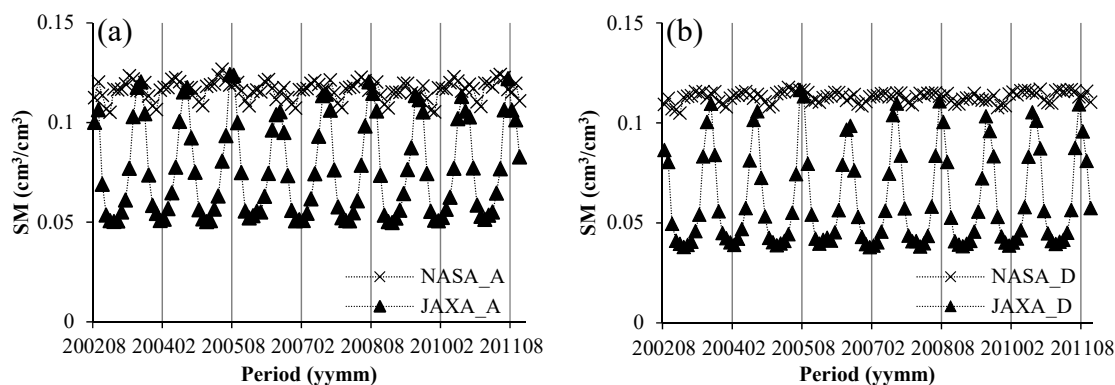 (a)
0.15
0.1
0.05
0
SM (cm³/cm³)
NASA_A
JAXA_A
200208 200402 200508 200702 200808 201002 201108
Period (yymm)
(b)
0.15
0.1
0.05
0
SM (cm³/cm³)
NASA_D
JAXA_D
200208 200402 200508 200702 200808 201002 201108
Period (yymm)